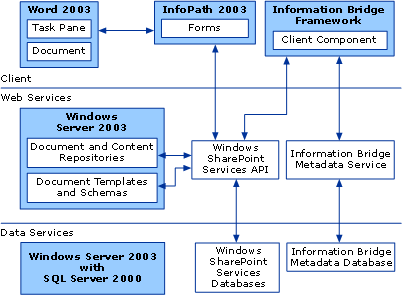 Word 2003
Task Pane
Document
InfoPath 2003
Forms
Information Bridge
Framework
Client Component
Client
Web Services
Windows
Server 2003
Document and Content
Repositories
Document Templates
and Schemas
Windows
SharePoint
Services API
Information Bridge
Metadata Service
Data Services
Windows Server 2003
with
SQL Server 2000
Windows
SharePoint
Services
Databases
Information Bridge
Metadata Database